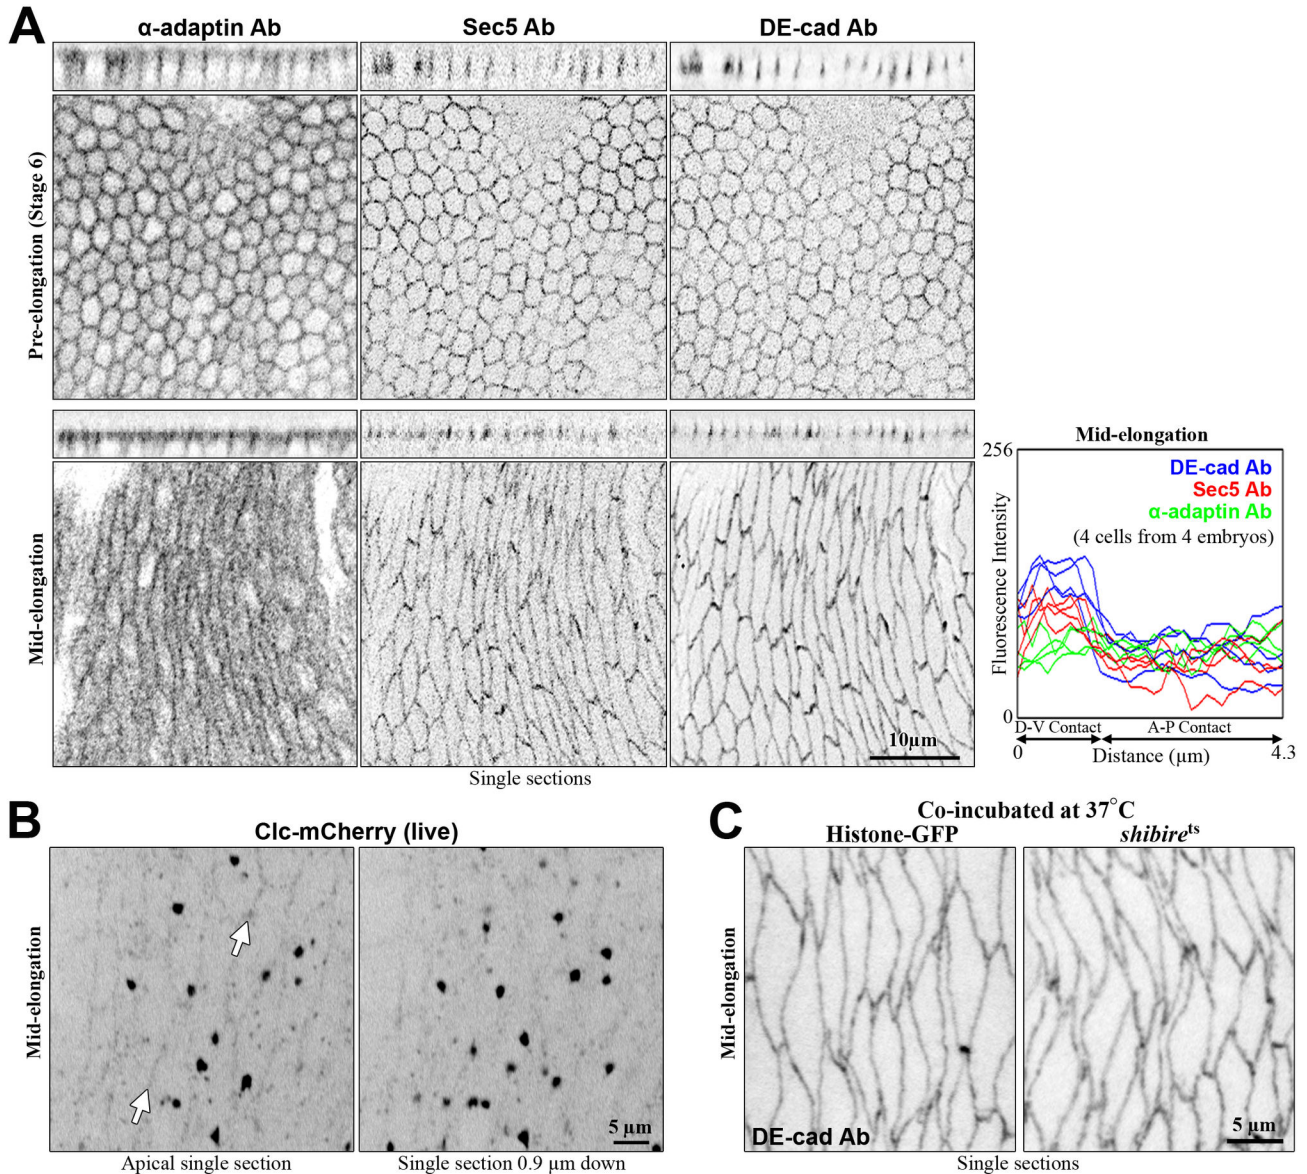 A
α-adaptin Ab
Sec5 Ab
DE-cad Ab
Pre-elongation (Stage 6)
Mid-elongation
10µm
Single sections
Mid-elongation
256
DE-cad Ab
Sec5 Ab
α-adaptin Ab
(4 cells from 4 embryos)
Fluorescence Intensity
0
D-V Contact
A-P Contact
0
Distance (µm)
4.3
B
Clc-mCherry (live)
Mid-elongation
5 µm
Apical single section
Single section 0.9 µm down
C
Co-incubated at 37°C
Histone-GFP
shibire^ts
Mid-elongation
DE-cad Ab
5 µm
Single sections